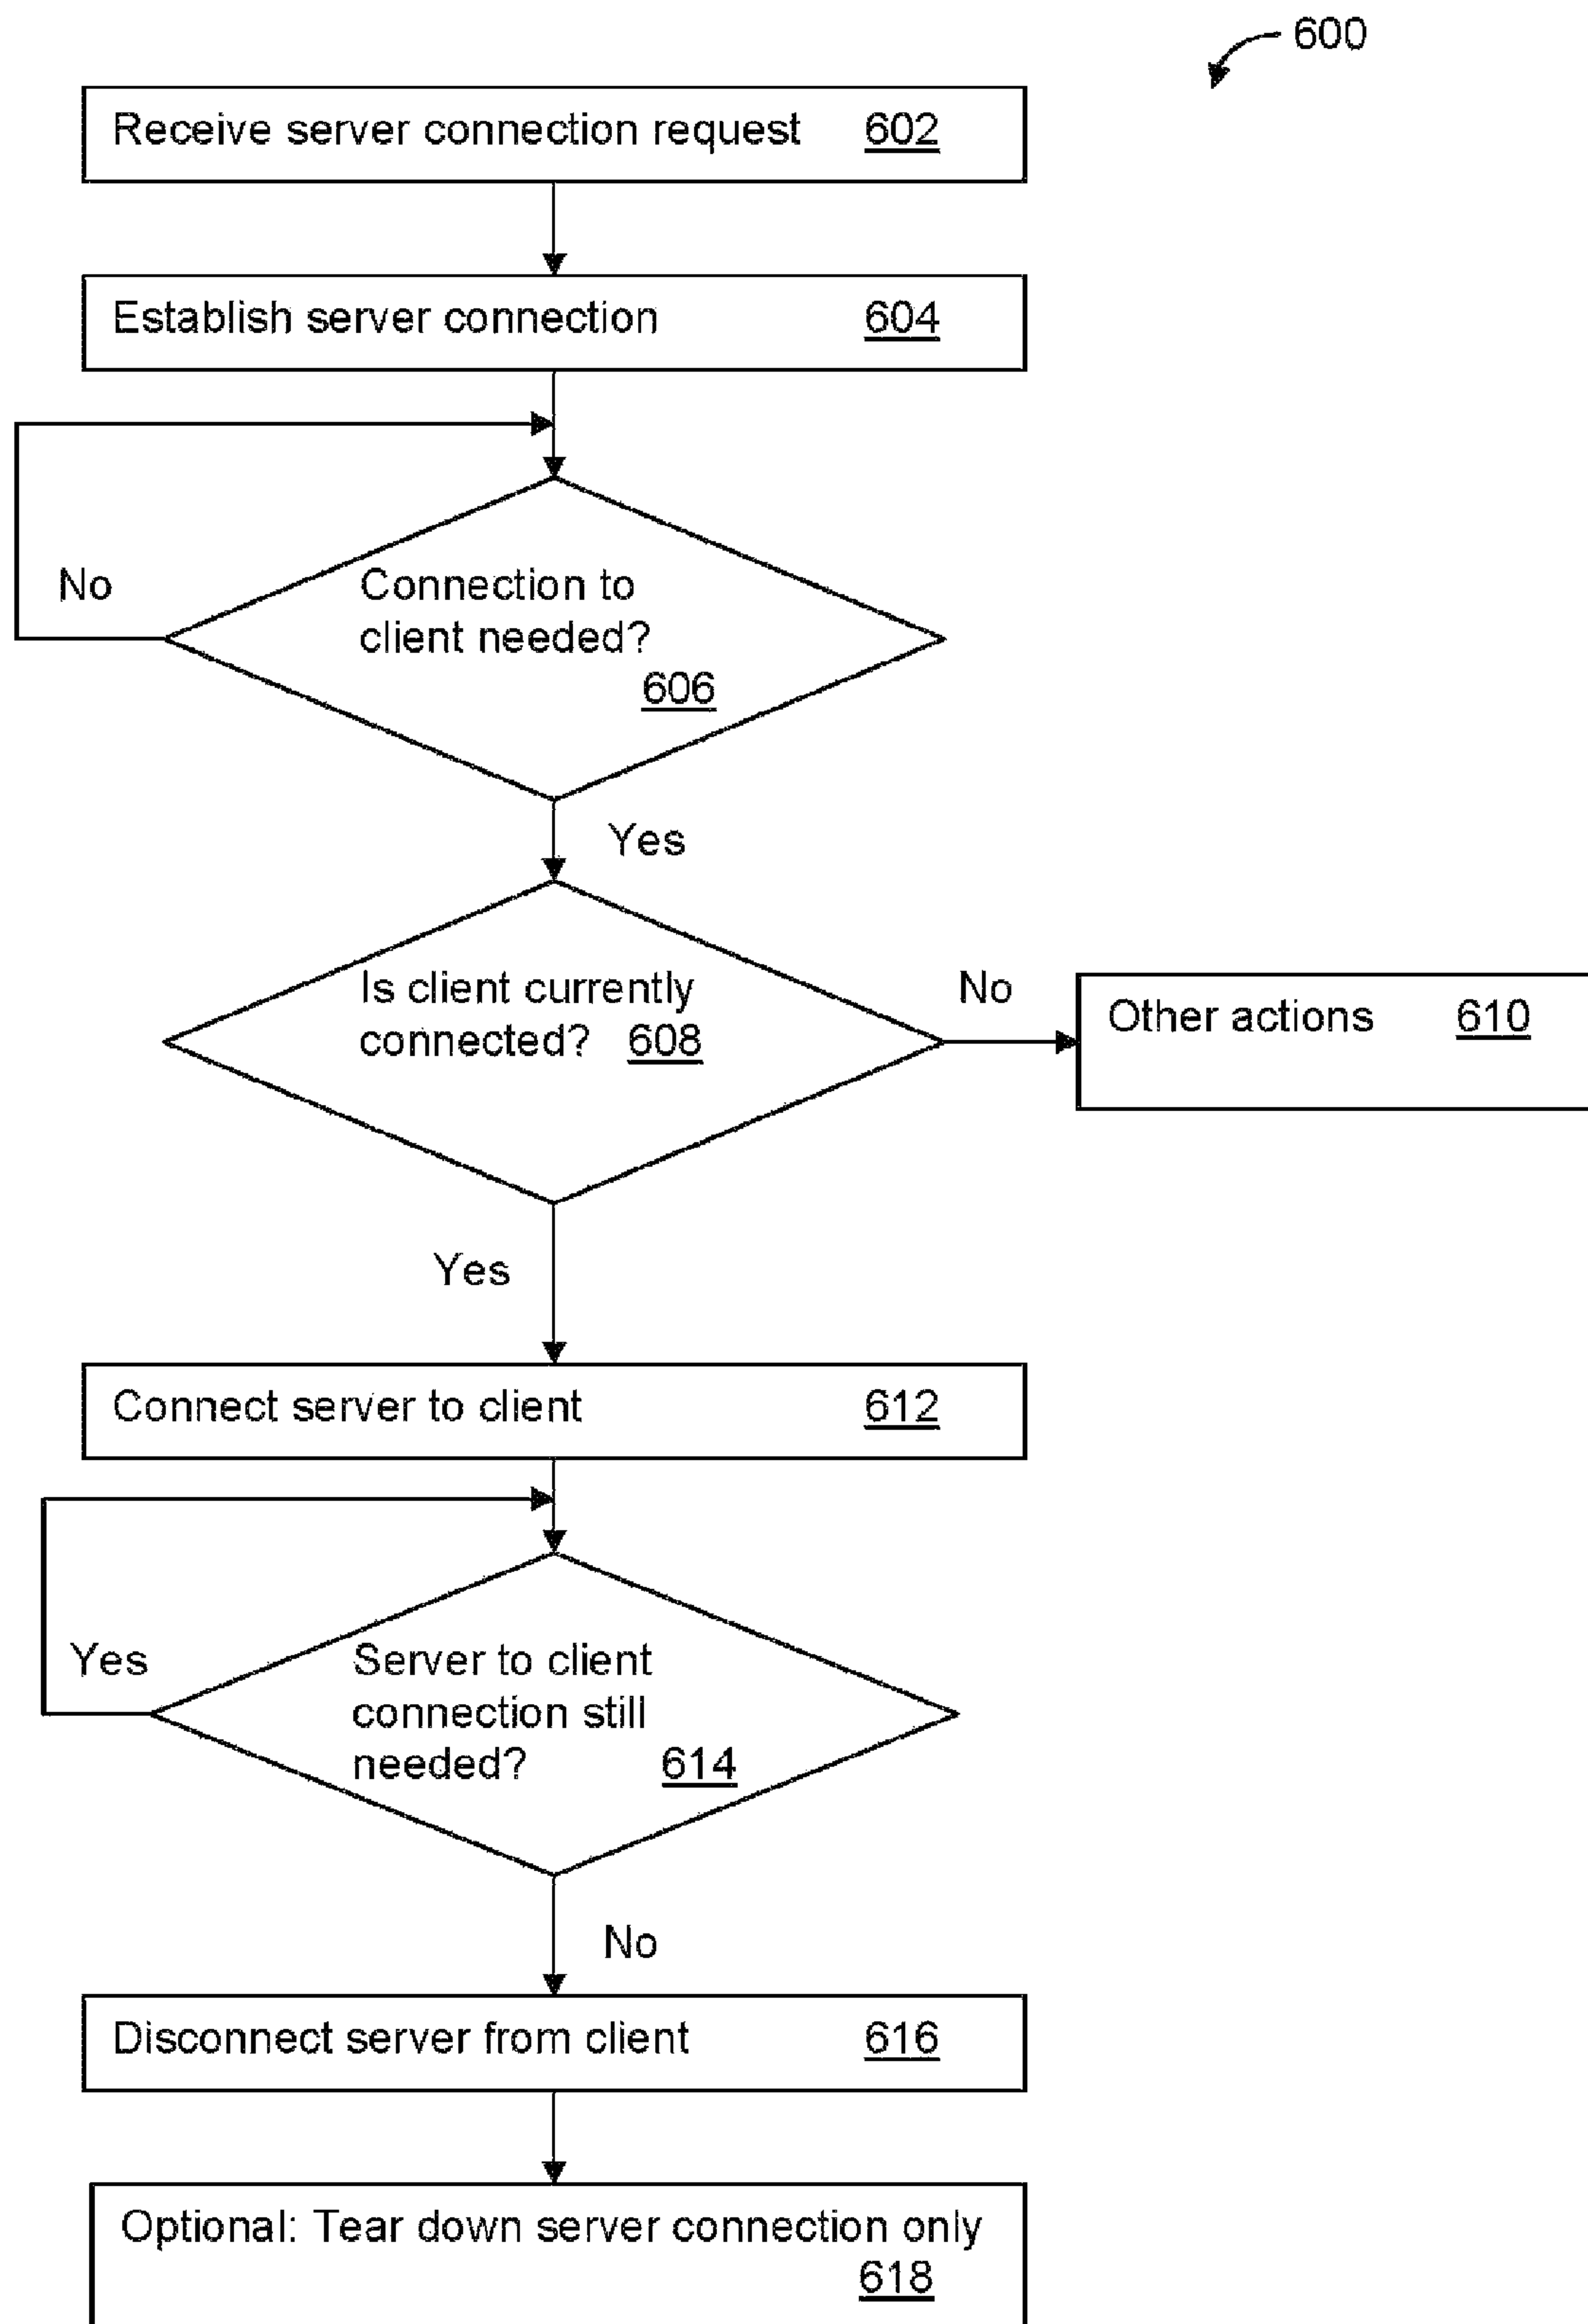 600
Receive server connection request 602
Establish server connection 604
No
Connection to
client needed?
606
Yes
Is client currently
connected? 608
No
Other actions 610
Yes
Connect server to client 612
Yes
Server to client
connection still
needed? 614
No
Disconnect server from client 616
Optional: Tear down server connection only
618